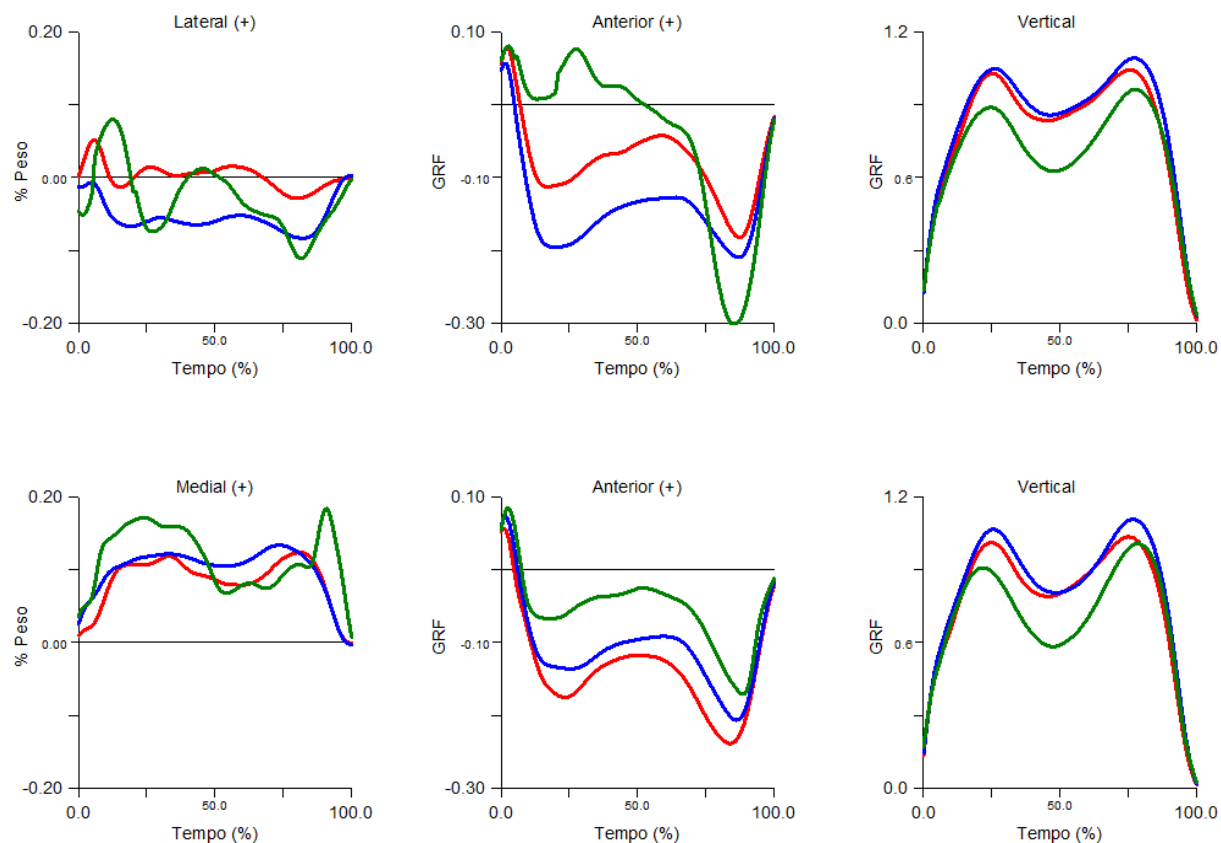 Lateral (+)
0.20
% Peso
0.00
-0.20
0.0
50.0
100.0
Tempo (%)
Anterior (+)
0.10
GRF
-0.10
-0.30
0.0
50.0
100.0
Tempo (%)
Vertical
1.2
GRF
0.6
0.0
0.0
50.0
100.0
Tempo (%)
Medial (+)
0.20
% Peso
0.00
-0.20
0.0
50.0
100.0
Tempo (%)
Anterior (+)
0.10
GRF
-0.10
-0.30
0.0
50.0
100.0
Tempo (%)
Vertical
1.2
GRF
0.6
0.0
0.0
50.0
100.0
Tempo (%)